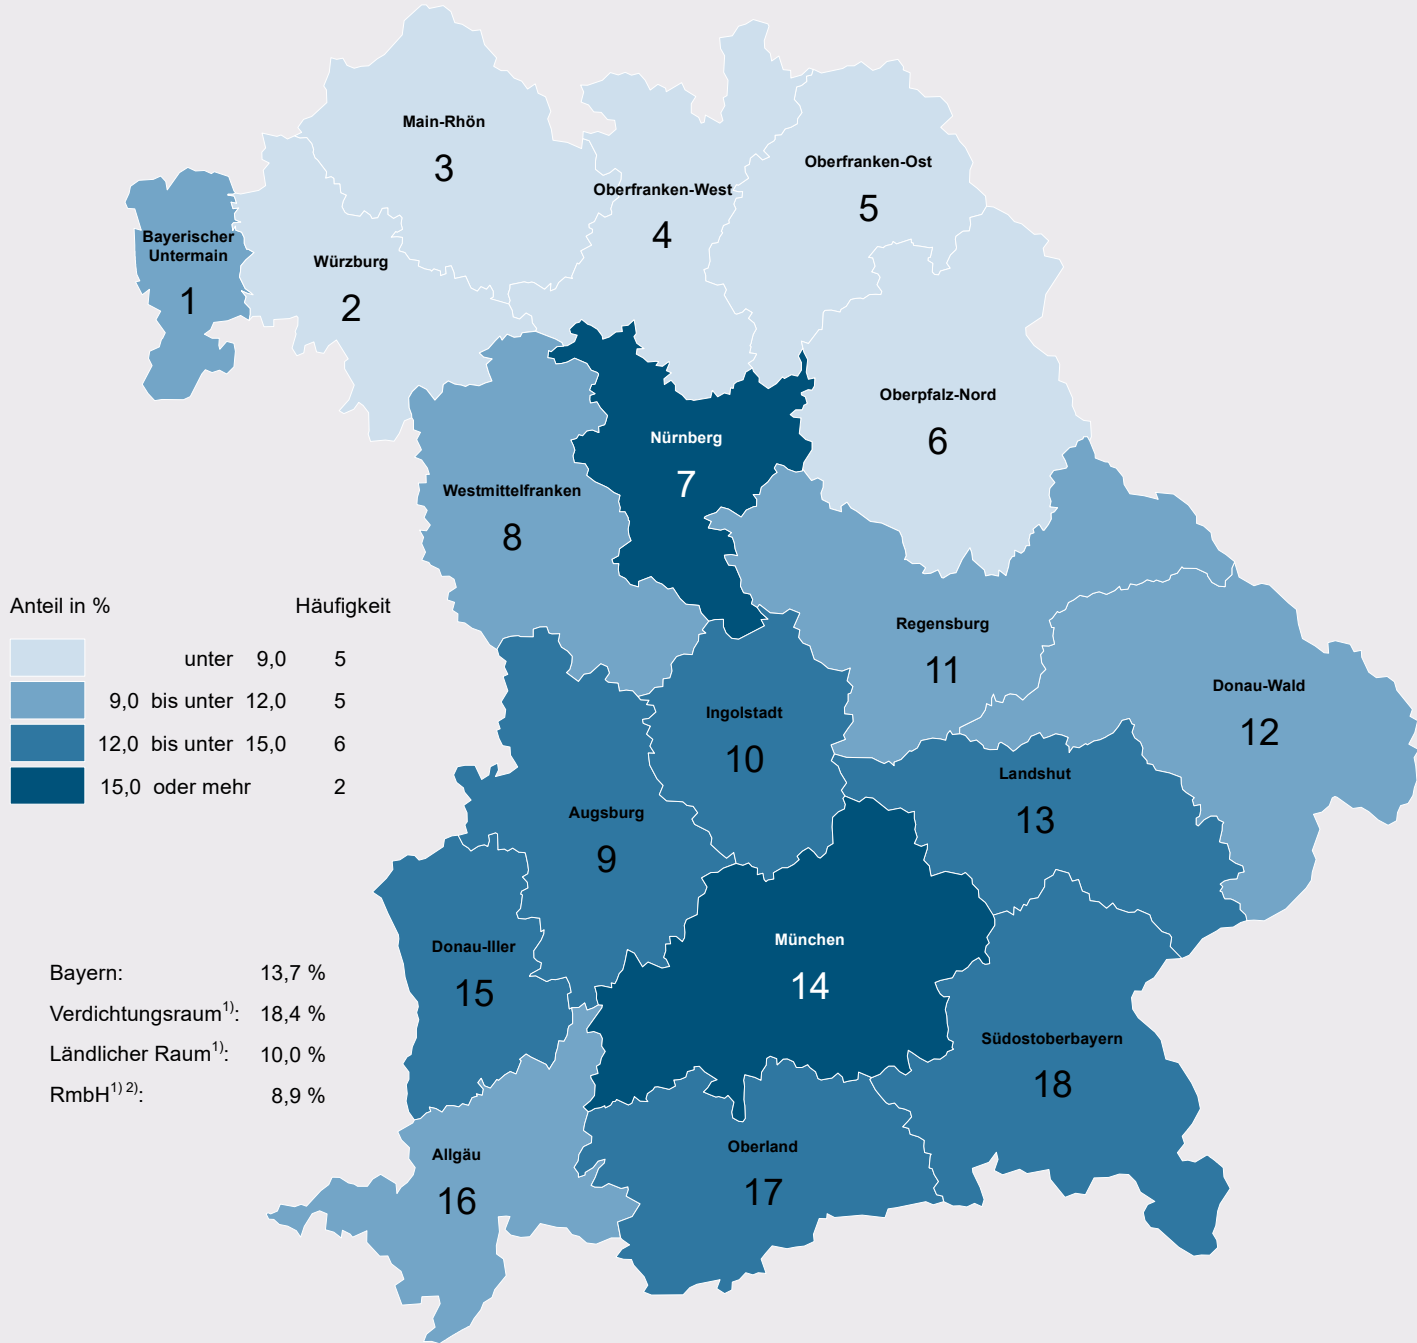 Main-Rhön
3
Oberfranken-Ost
5
Oberfranken-West
4
Bayerischer
Untermain
1
Würzburg
2
Oberpfalz-Nord
6
Nürnberg
7
Westmittelfranken
8
Anteil in % Häufigkeit
unter 9,0 5
9,0 bis unter 12,0 5
12,0 bis unter 15,0 6
15,0 oder mehr 2
Regensburg
11
Donau-Wald
12
Ingolstadt
10
Landshut
13
Augsburg
9
München
14
Donau-Iller
15
Bayern: 13,7 %
Verdichtungsraum1): 18,4 %
Ländlicher Raum1): 10,0 %
RmbH1) 2): 8,9 %
Südostoberbayern
18
Oberland
17
Allgäu
16